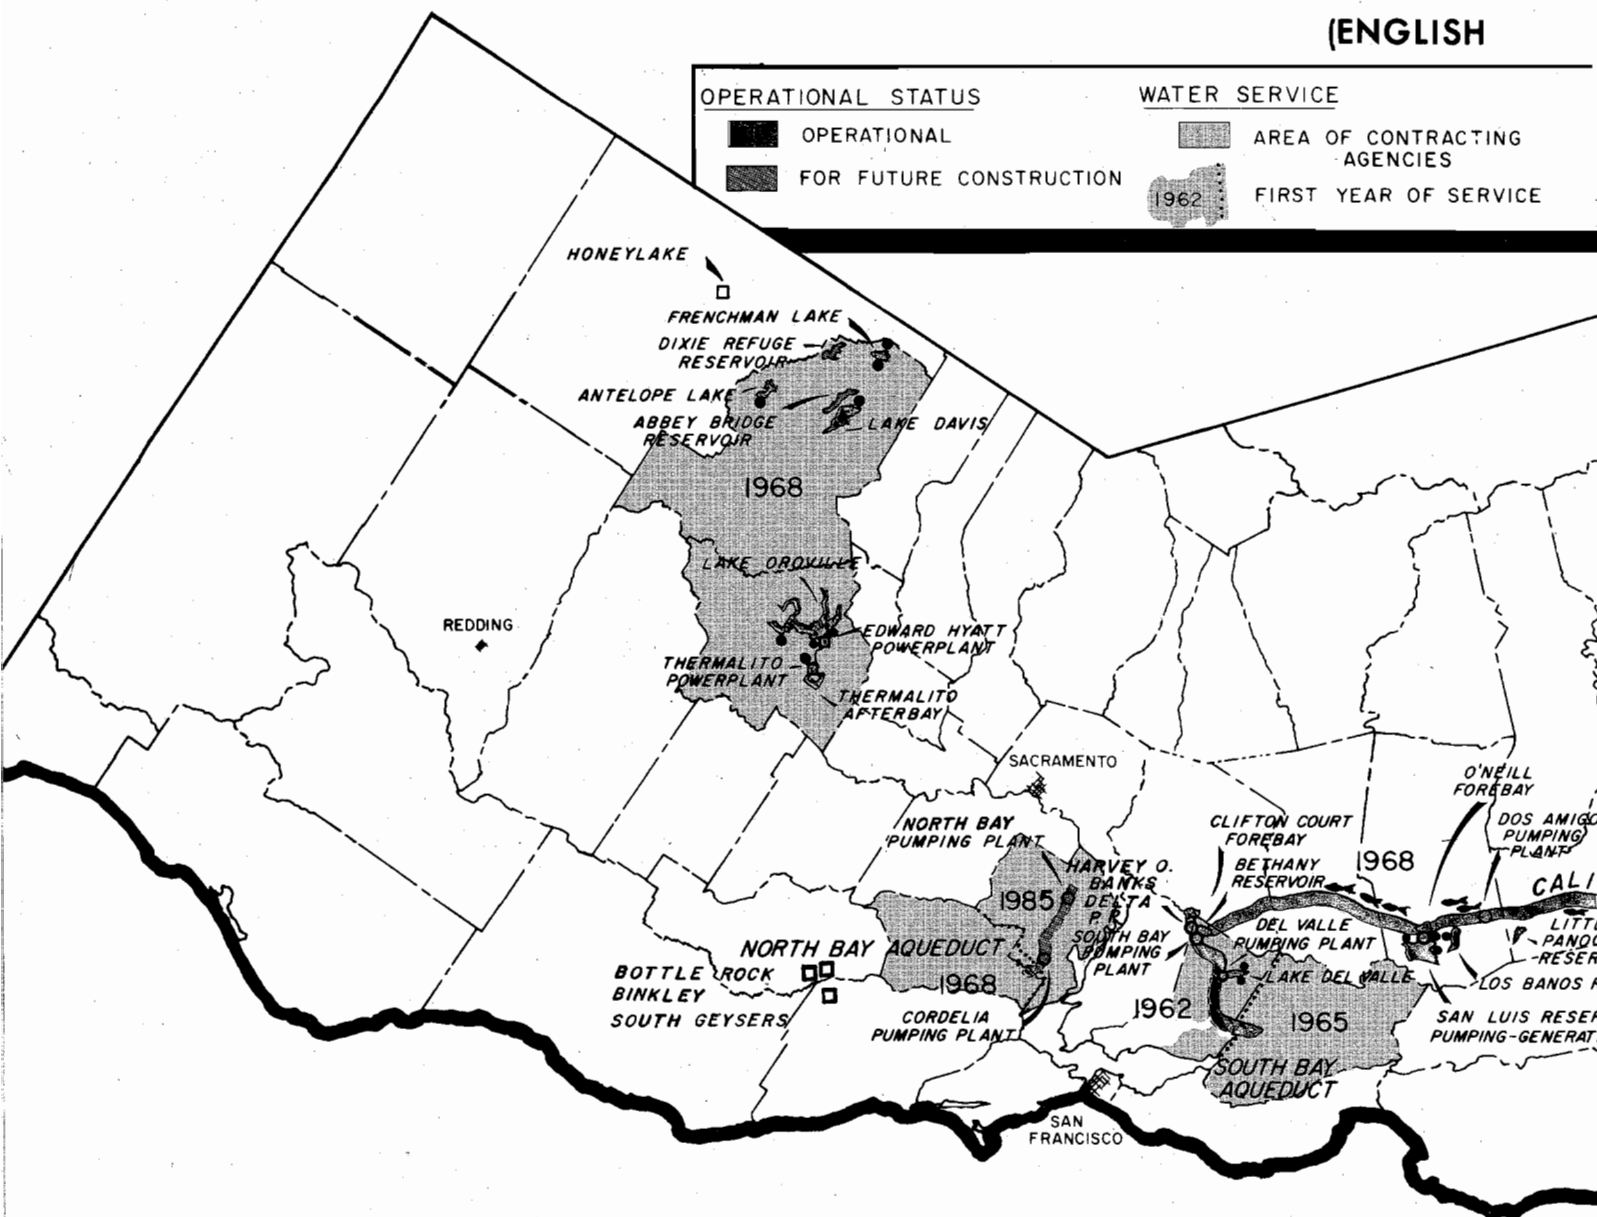 (ENGLISH
OPERATIONAL STATUS
OPERATIONAL
FOR FUTURE CONSTRUCTION
WATER SERVICE
AREA OF CONTRACTING
AGENCIES
1962
FIRST YEAR OF SERVICE
HONEYLAKE
FRENCHMAN LAKE
DIXIE REFUGE
RESERVOIR
ANTELOPE LAKE
ABBEY BRIDGE
RESERVOIR
LAKE DAVIS
1968
LAKE OROVILLE
REDDING
EDWARD HYATT
POWERPLANT
THERMALITO
POWERPLANT
THERMALITO
AFTERBAY
SACRAMENTO
O'NEILL
FOREBAY
NORTH BAY
PUMPING PLANT
CLIFTON COURT
FOREBAY
DOS AMIGO
PUMPING
PLANT
BETHANY
RESERVOIR
1968
HARVEY O.
BANKS
DELTA
P.P.
CALI
1985
DEL VALLE
PUMPING PLANT
LITTL
PANOC
RESER
SOUTH BAY
PUMPING
PLANT
NORTH BAY AQUEDUCT
BOTTLE ROCK
BINKLEY
SOUTH GEYSERS
1968
LAKE DEL VALLE
LOS BANOS R
1962
CORDELIA
PUMPING PLANT
1965
SAN LUIS RESER
PUMPING-GENERAT
SOUTH BAY
AQUEDUCT
SAN
FRANCISCO